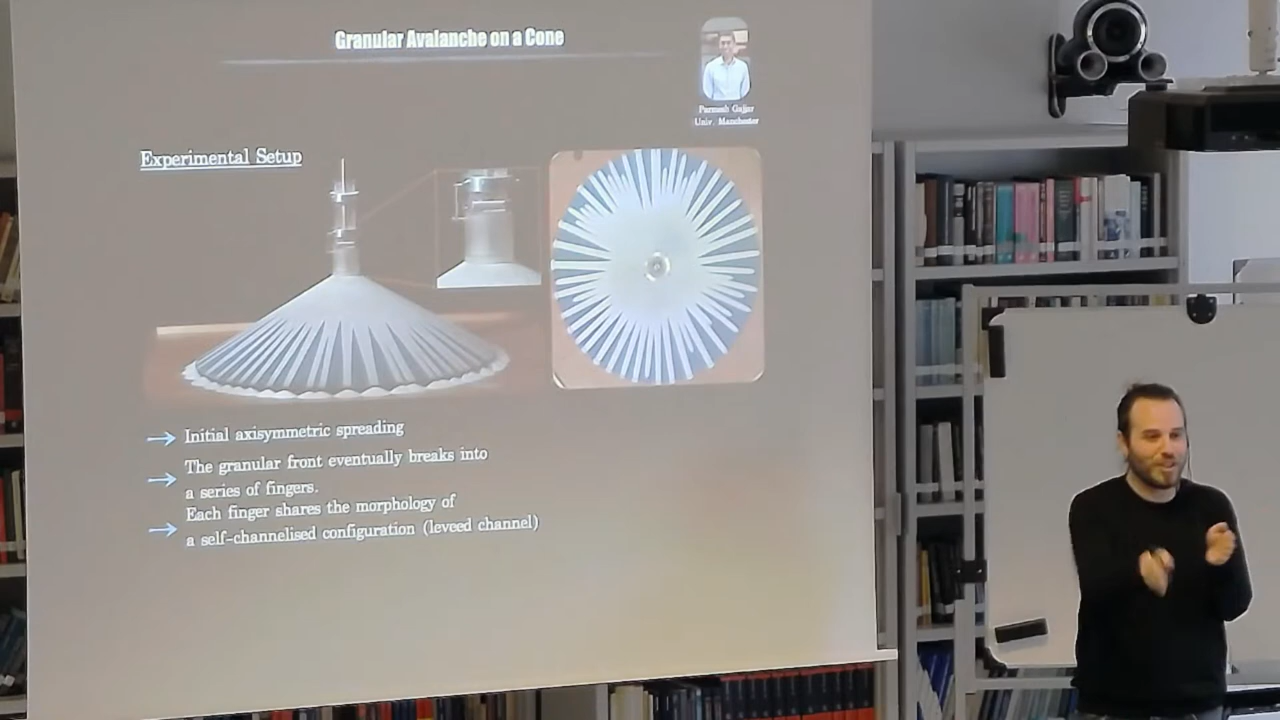 Granular Avalanche on a Cone
Parmesh Gajjar
Univ. Manchester
Experimental Setup
Initial axisymmetric spreading
The granular front eventually breaks into
a series of fingers.
Each finger shares the morphology of
a self-channelised configuration (leveed channel)